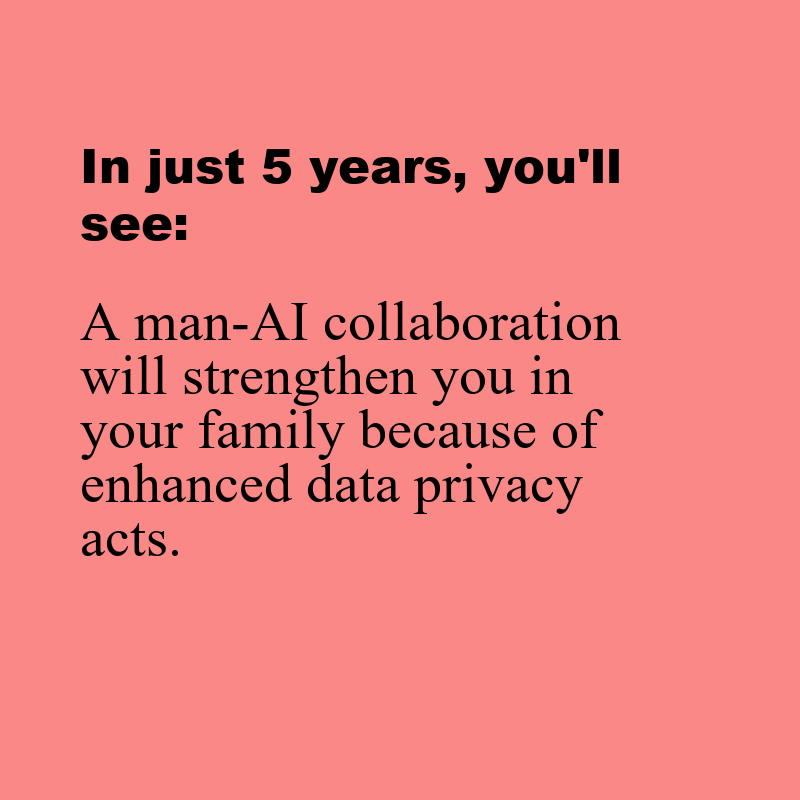 In just 5 years, you'll
see:
A man-AI collaboration
will strengthen you in
your family because of
enhanced data privacy
acts.